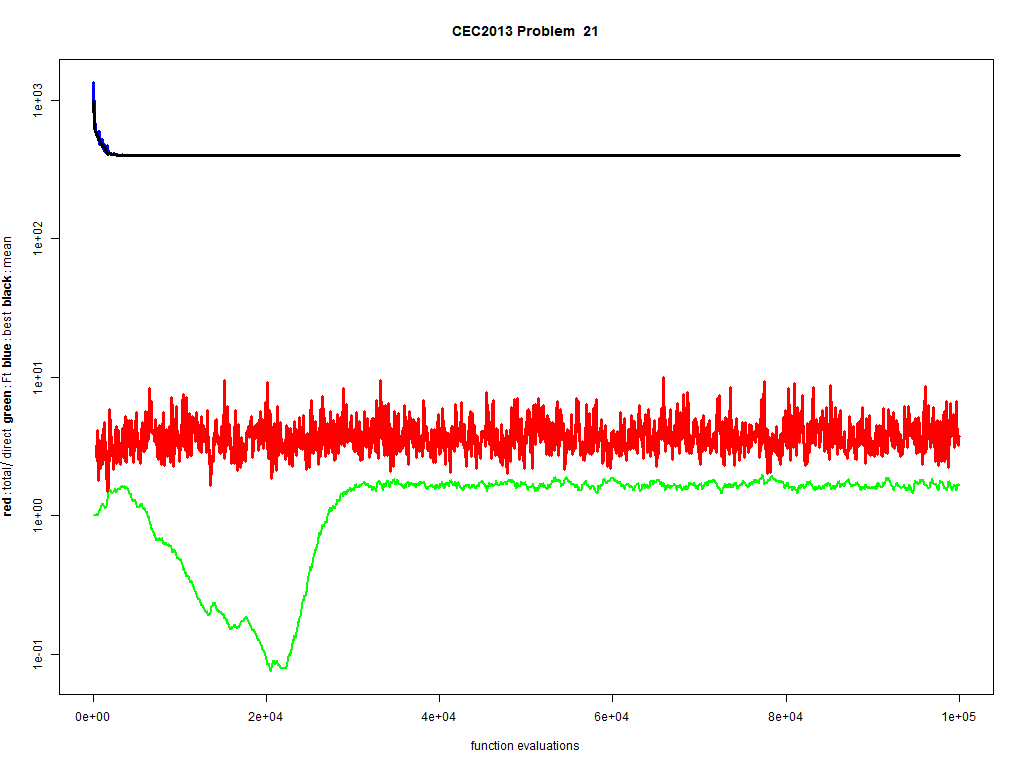 CEC2013 Problem 21
red : total/ direct green : Ft blue : best black : mean
1e+03
1e+02
1e+01
1e+00
1e-01
0e+00 2e+04 4e+04 6e+04 8e+04 1e+05
function evaluations